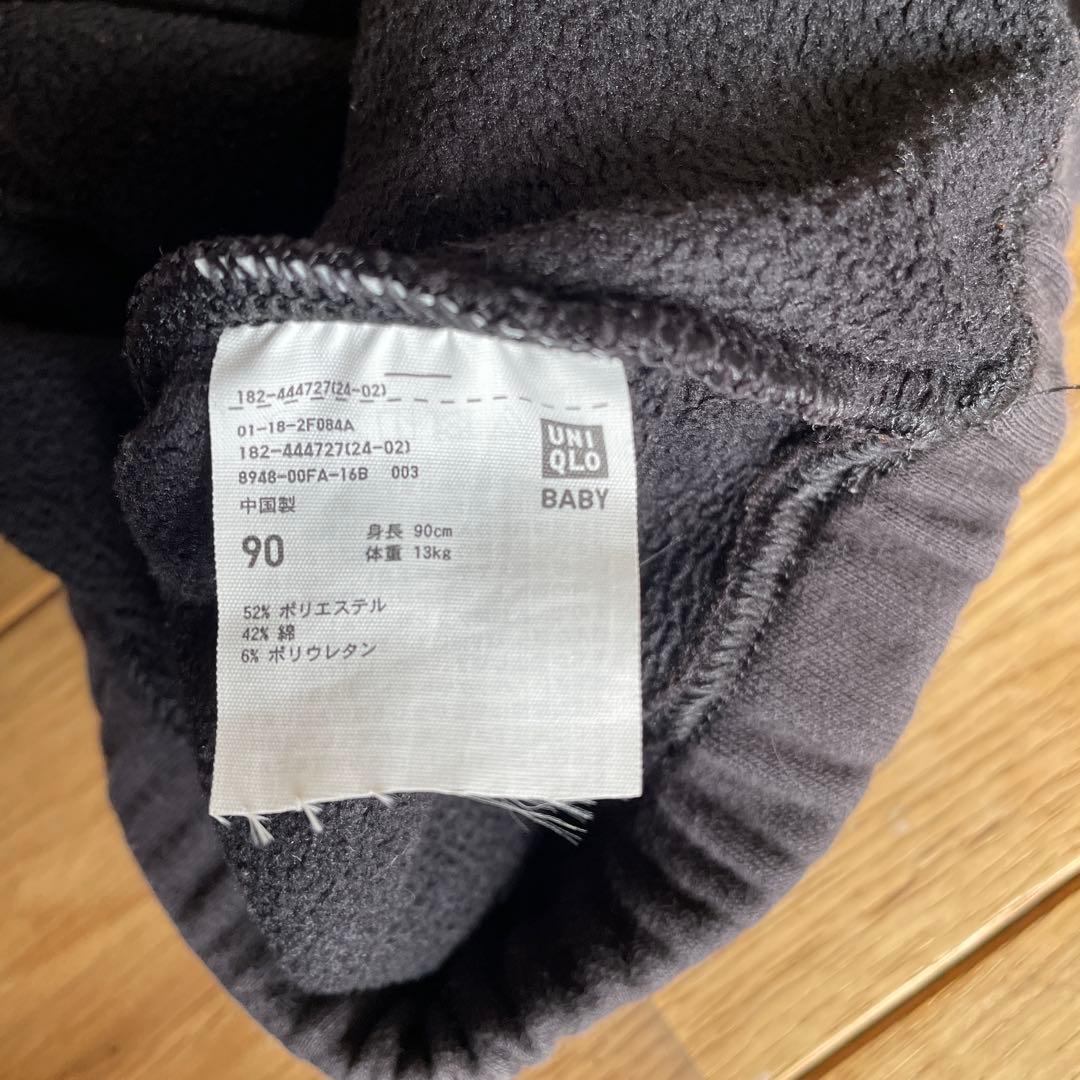 182-444727(24-02)
01-18-2F084A
182-444727(24-02)
8948-00FA-16B 003
中国製
90
身長 90cm
体重 13kg
52% ポリエステル
42% 綿
6% ポリウレタン
UNI
QLO
BABY